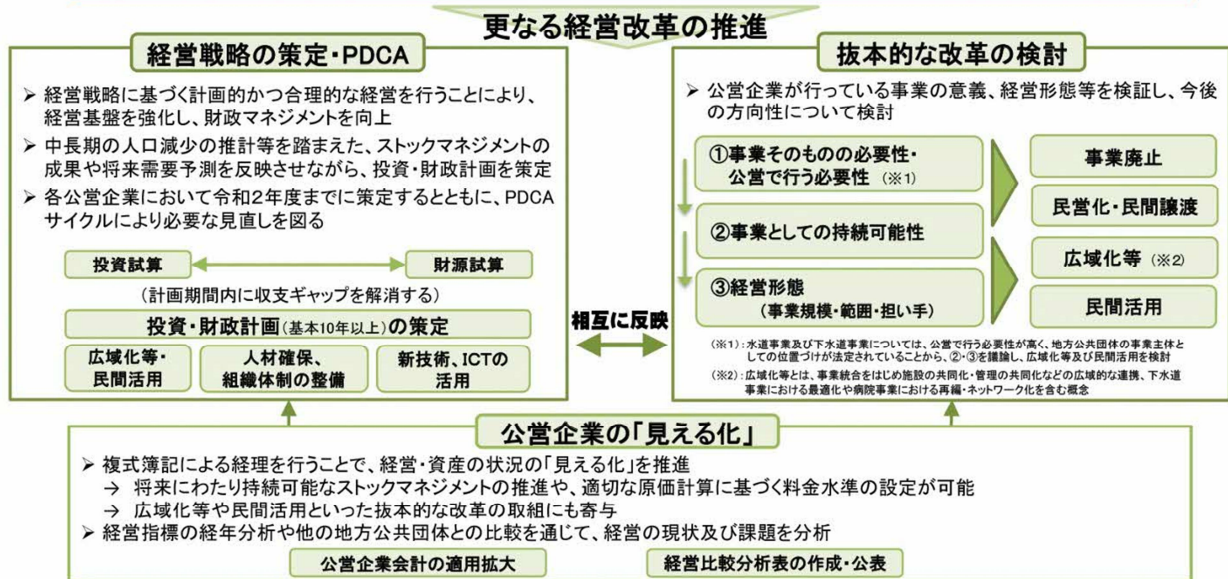 更なる経営改革の推進
経営戦略の策定・PDCA
➢ 経営戦略に基づく計画的かつ合理的な経営を行うことにより、
経営基盤を強化し、財政マネジメントを向上
➢ 中長期の人口減少の推計等を踏まえた、ストックマネジメントの
成果や将来需要予測を反映させながら、投資・財政計画を策定
➢ 各公営企業において令和2年度までに策定するとともに、PDCA
サイクルにより必要な見直しを図る
投資試算
財源試算
(計画期間内に収支ギャップを解消する)
投資・財政計画(基本10年以上)の策定
広域化等・
民間活用
人材確保、
組織体制の整備
新技術、ICTの
活用
相互に反映
抜本的な改革の検討
➢ 公営企業が行っている事業の意義、経営形態等を検証し、今後
の方向性について検討
①事業そのものの必要性・
公営で行う必要性 (※1)
②事業としての持続可能性
③経営形態
(事業規模・範囲・担い手)
事業廃止
民営化・民間譲渡
広域化等 (※2)
民間活用
(※1):水道事業及び下水道事業については、公営で行う必要性が高く、地方公共団体の事業主体と
しての位置づけが法定されていることから、②・③を議論し、広域化等及び民間活用を検討
(※2):広域化等とは、事業統合をはじめ施設の共同化・管理の共同化などの広域的な連携、下水道
事業における最適化や病院事業における再編・ネットワーク化を含む概念
公営企業の「見える化」
➢ 複式簿記による経理を行うことで、経営・資産の状況の「見える化」を推進
→ 将来にわたり持続可能なストックマネジメントの推進や、適切な原価計算に基づく料金水準の設定が可能
→ 広域化等や民間活用といった抜本的な改革の取組にも寄与
➢ 経営指標の経年分析や他の地方公共団体との比較を通じて、経営の現状及び課題を分析
公営企業会計の適用拡大
経営比較分析表の作成・公表